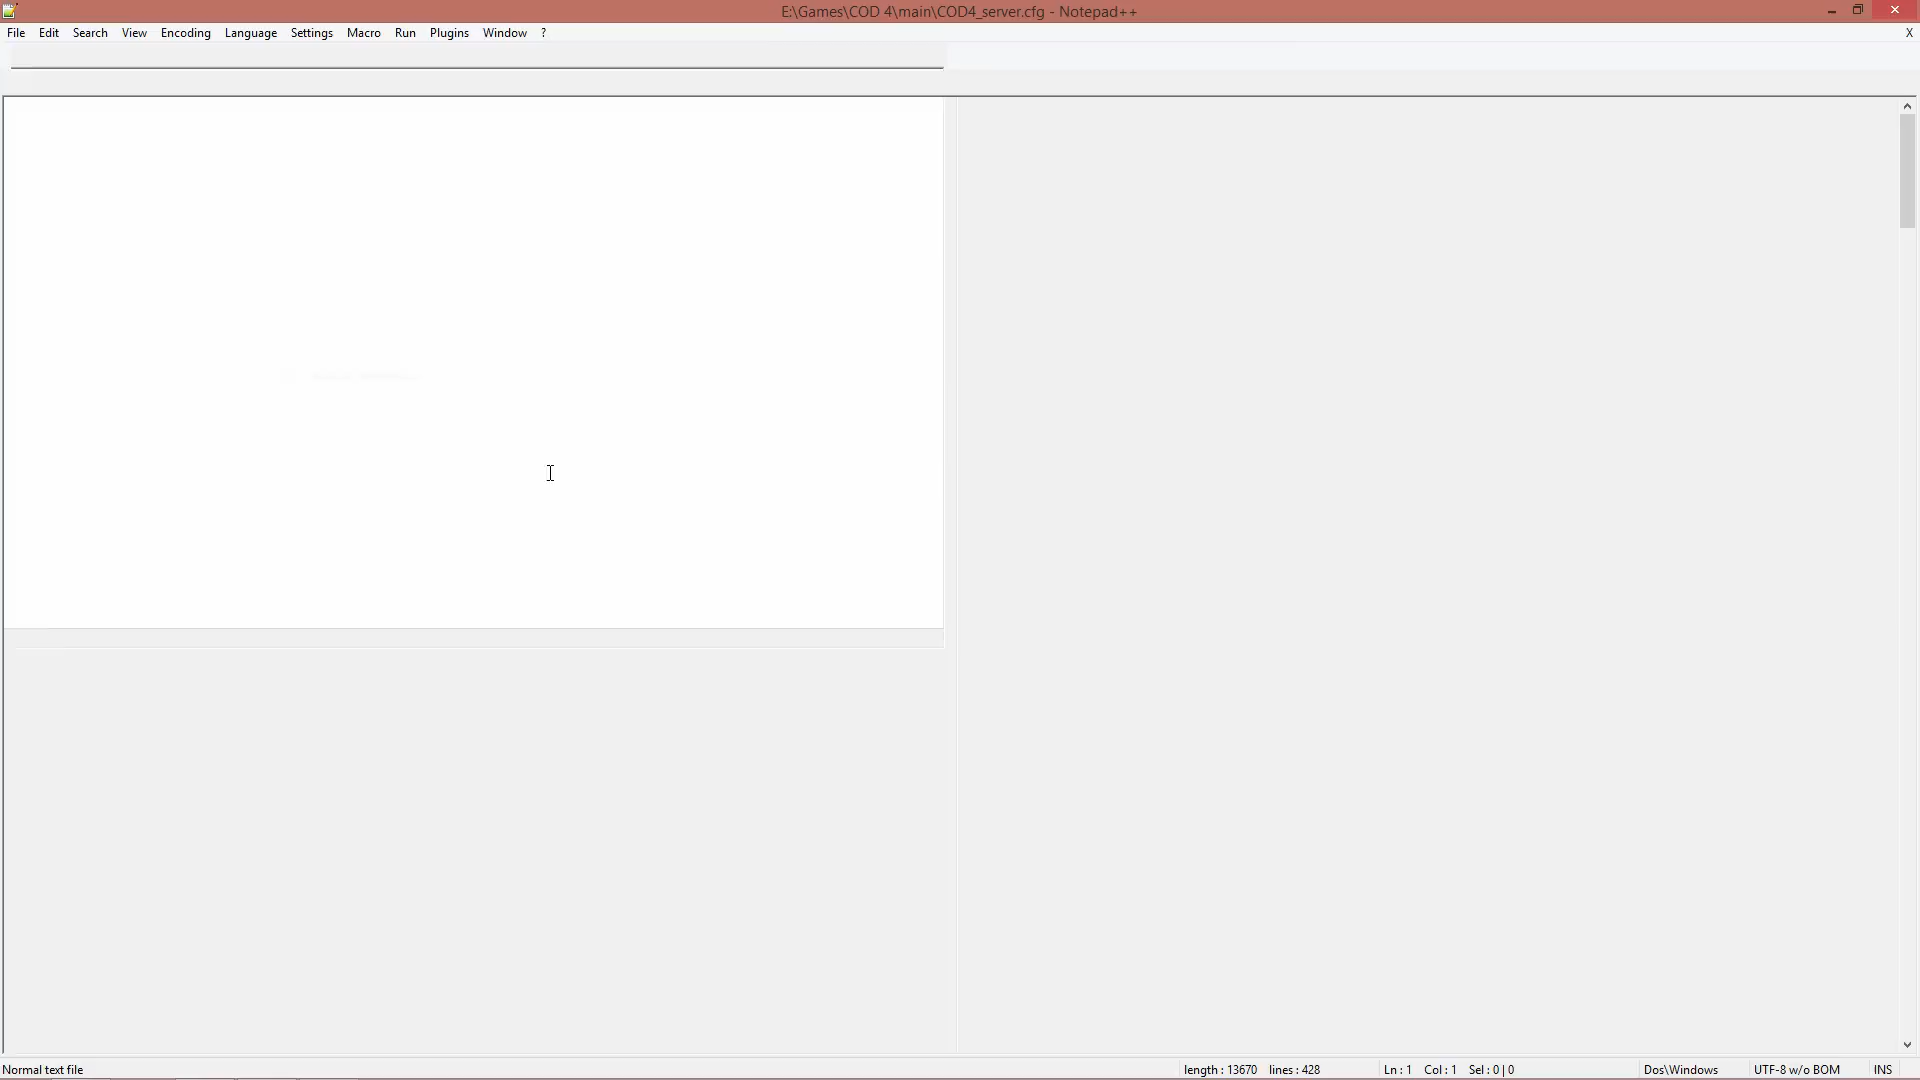 E:\Games\COD 4\main\COD4_server.cfg - Notepad++
File Edit Search View Encoding Language Settings Macro Run Plugins Window ? X
Normal text file length : 13670 lines : 428 Ln : 1 Col : 1 Sel : 0 | 0 Dos\Windows UTF-8 w/o BOM INS